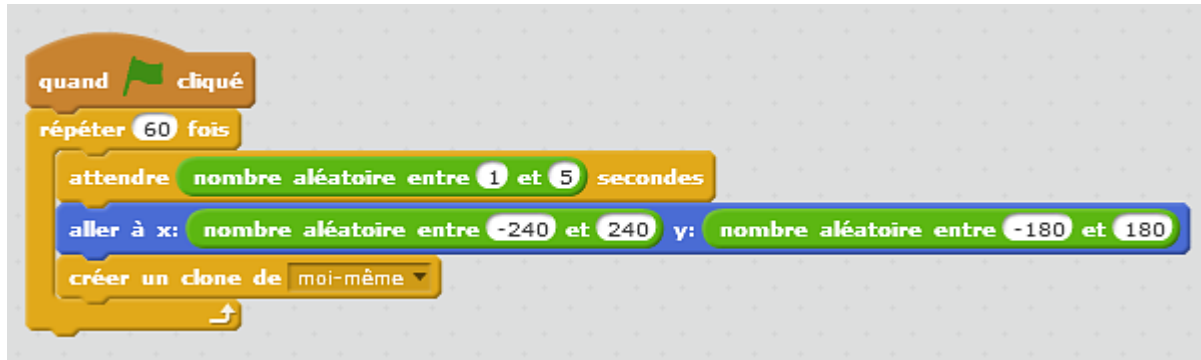 quand cliqué
répéter 60 fois
attendre nombre aléatoire entre 1 et 5 secondes
aller à x: nombre aléatoire entre -240 et 240 y: nombre aléatoire entre -180 et 180
créer un clone de moi-même